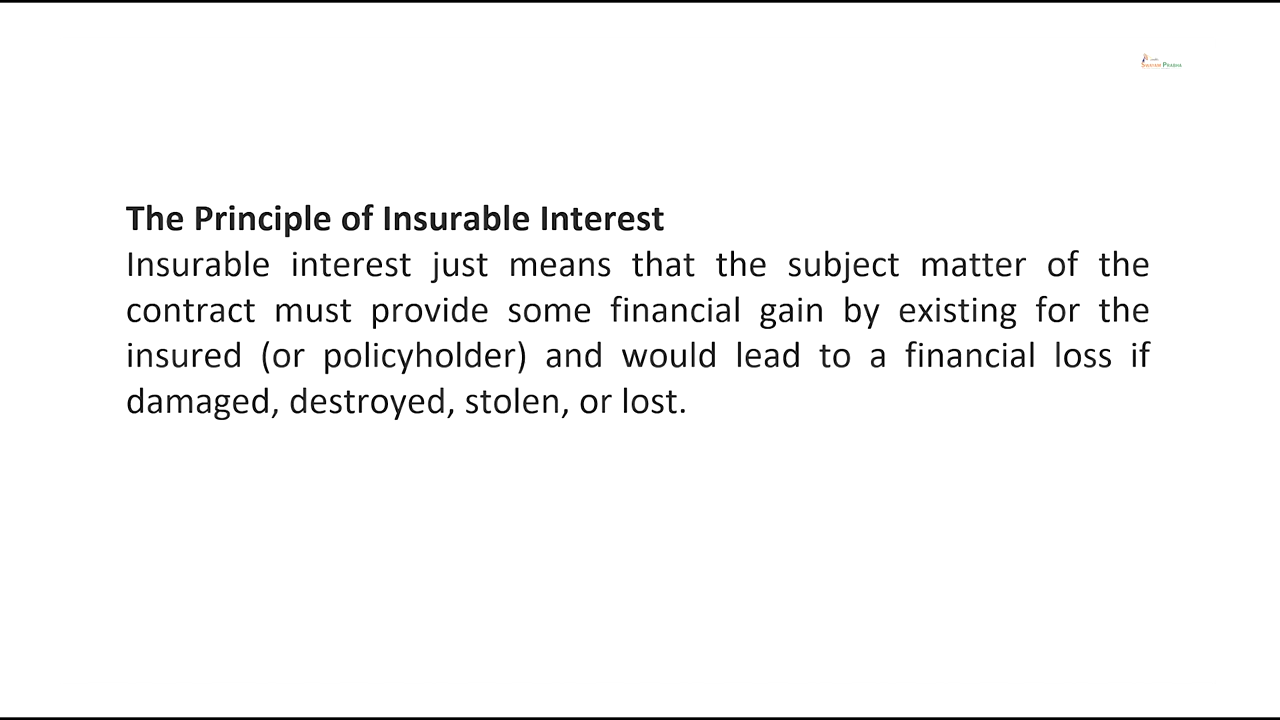 Swayam Prabha
The Principle of Insurable Interest
Insurable interest just means that the subject matter of the
contract must provide some financial gain by existing for the
insured (or policyholder) and would lead to a financial loss if
damaged, destroyed, stolen, or lost.